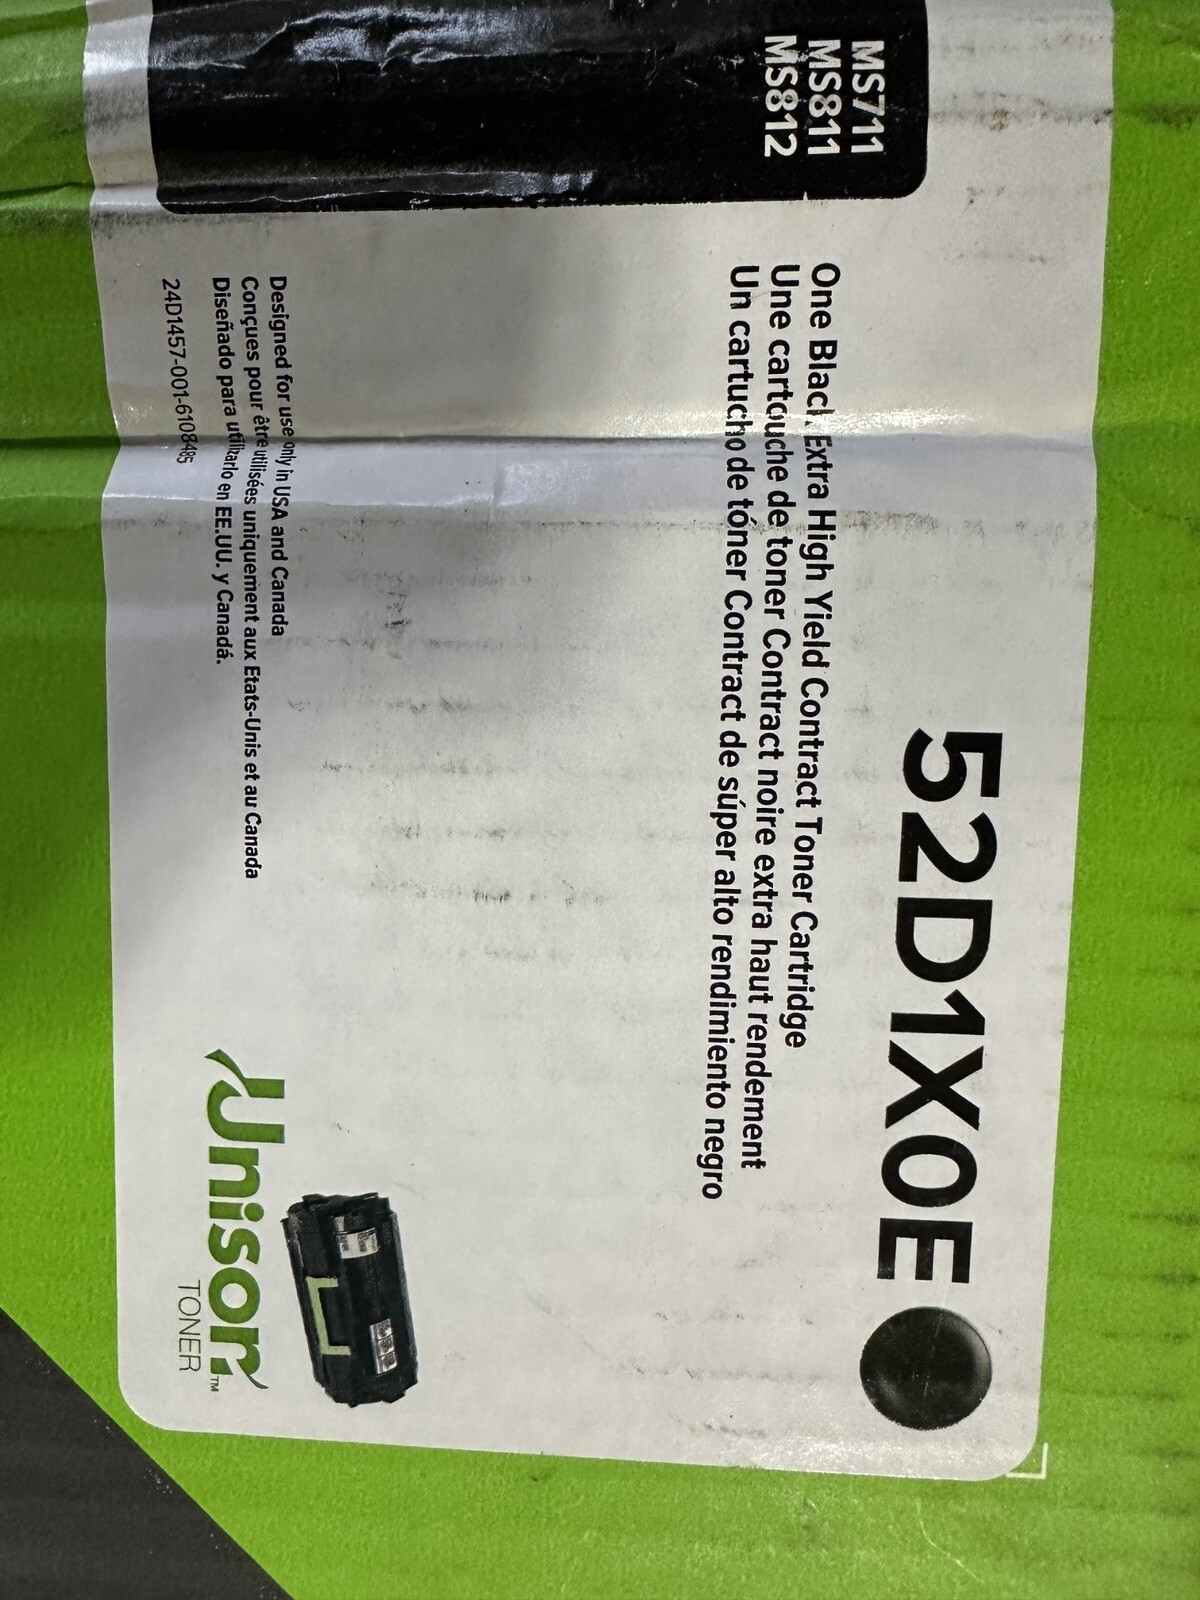 52D1X0E
MS711
MS811
MS812
One Black Extra High Yield Contract Toner Cartridge
Une cartouche de toner Contract noire extra haut rendement
Un cartucho de tóner Contract de súper alto rendimiento negro
Designed for use only in USA and Canada
Conçues pour être utilisées uniquement aux Etats-Unis et au Canada
Diseñado para utilizarlo en EE.UU. y Canadá.
24D1457-001-6108485
Unison™
TONER